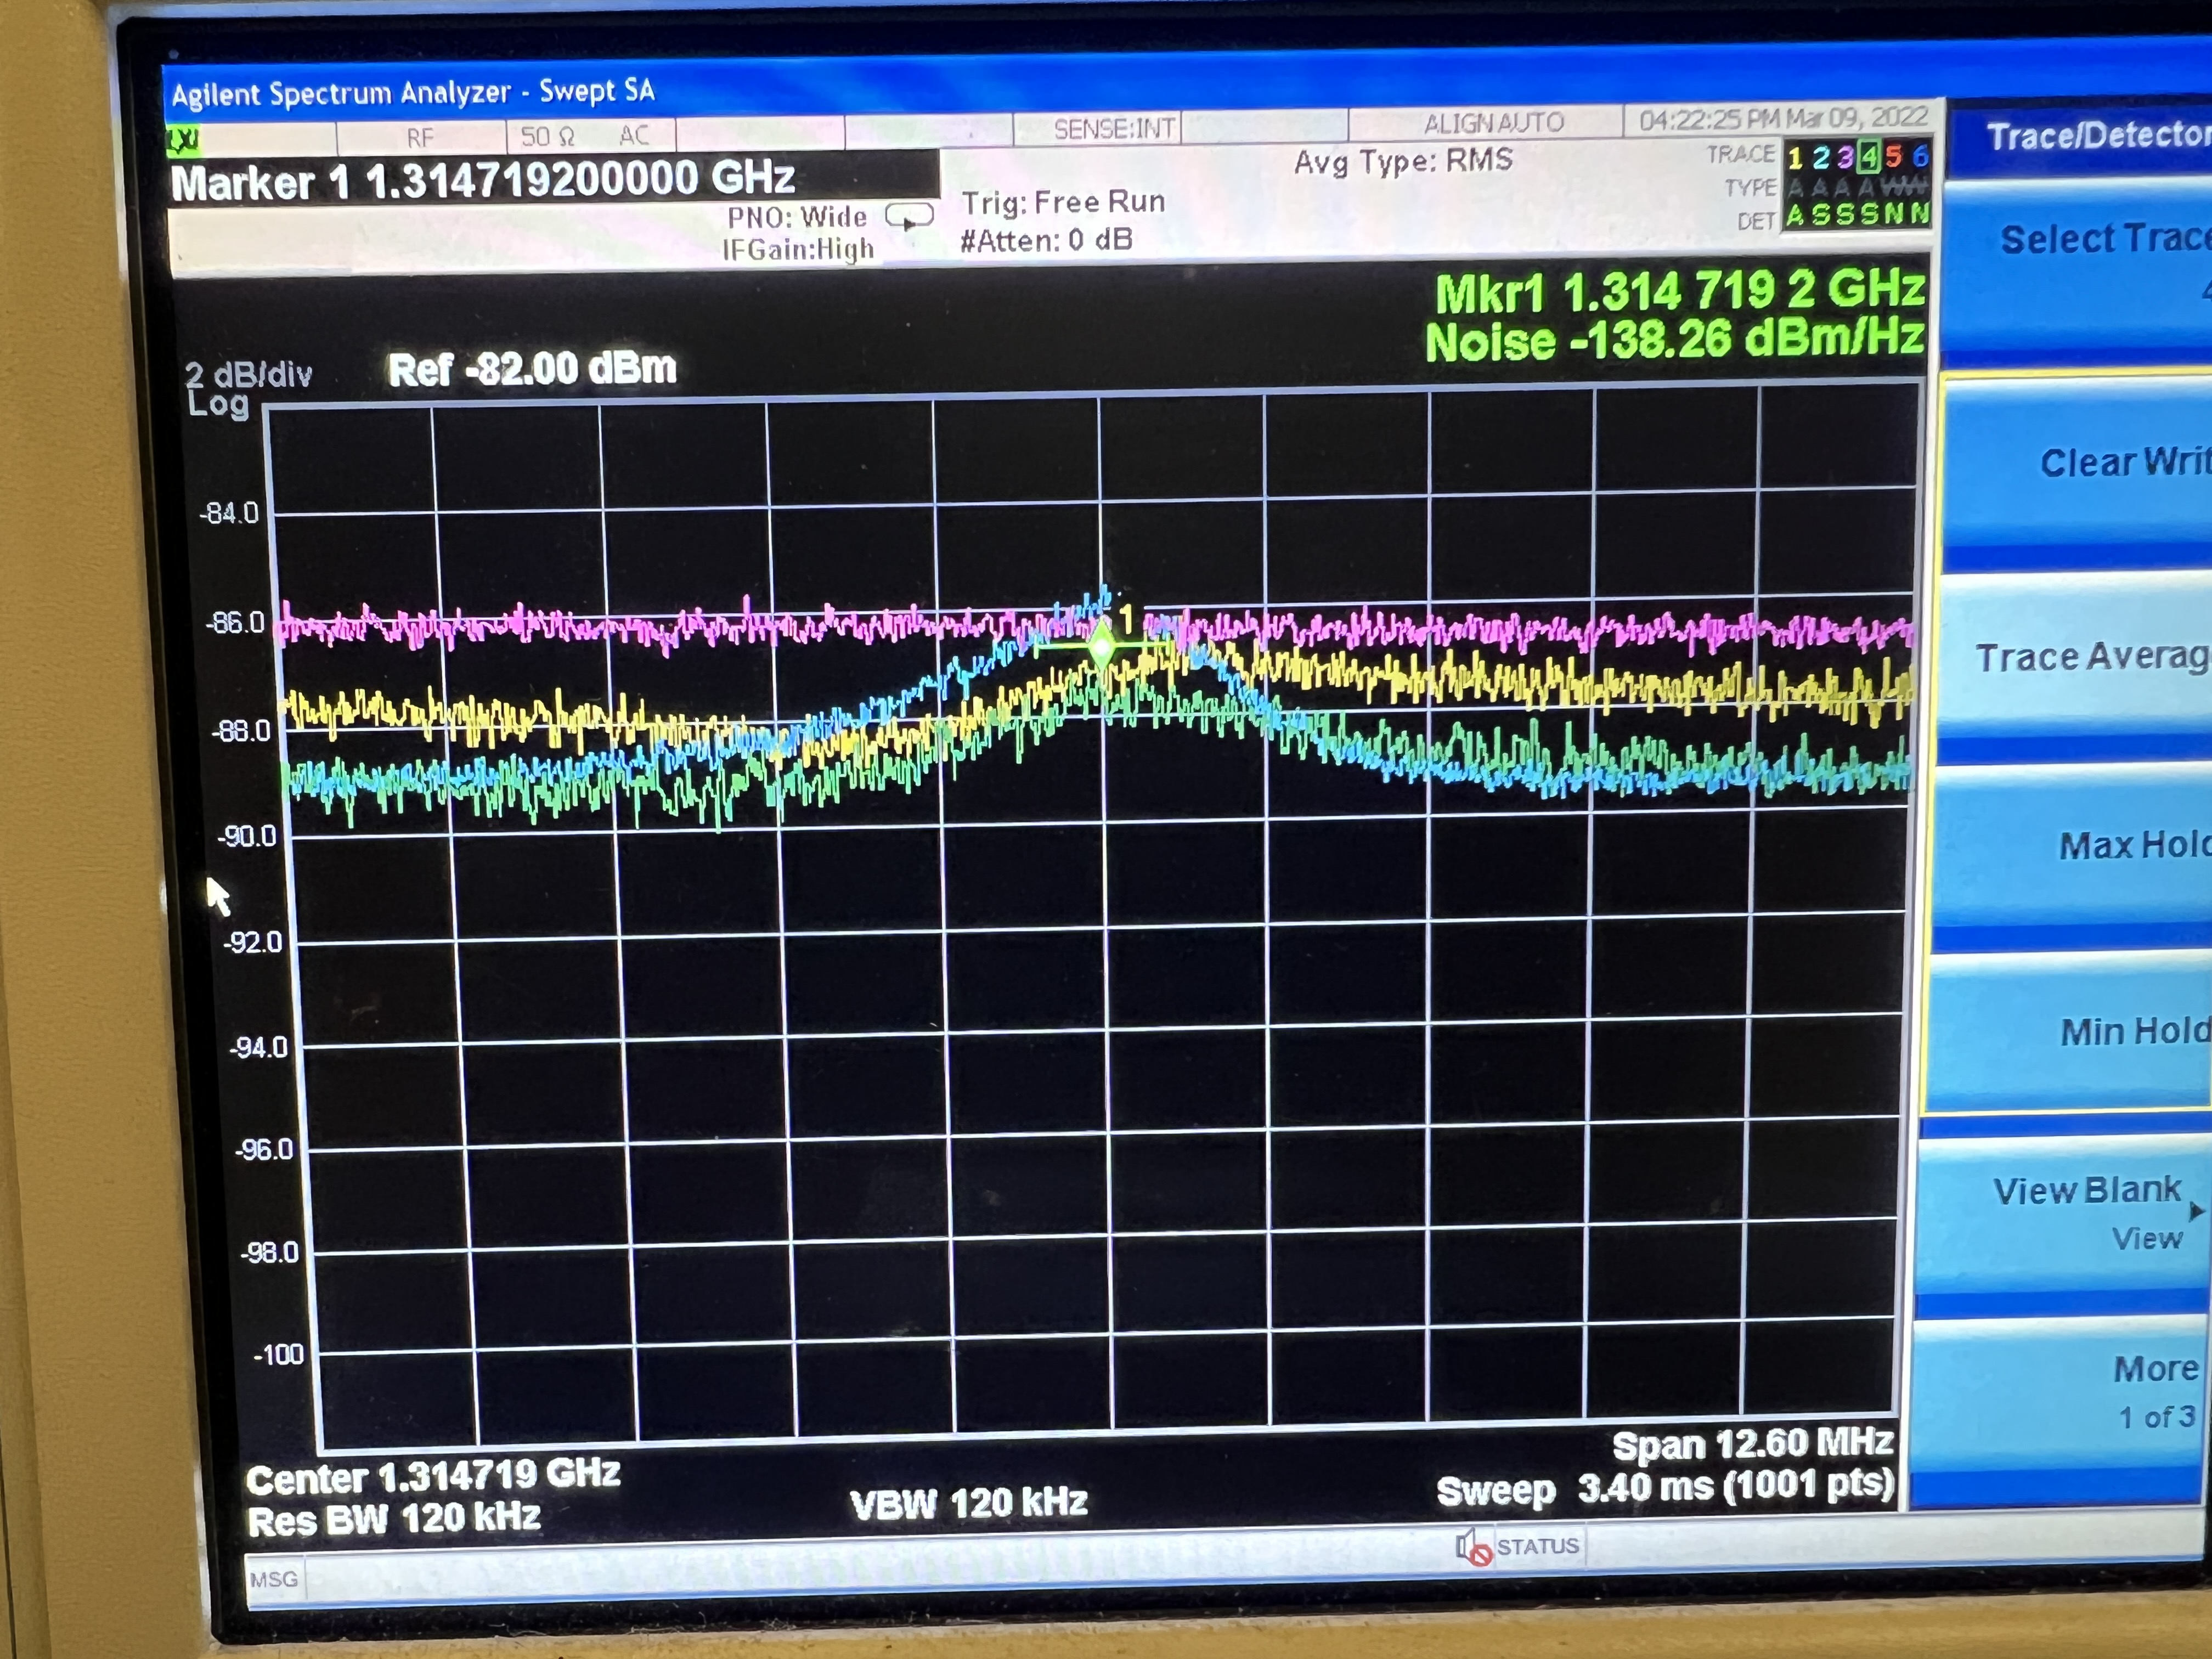 Agilent Spectrum Analyzer - Swept SA
LXI RF 50 Ω AC SENSE:INT ALIGN AUTO 04:22:25 PM Mar 09, 2022
Marker 1 1.314719200000 GHz
PNO: Wide
IFGain:High
Trig: Free Run
#Atten: 0 dB
Avg Type: RMS
TRACE 1 2 3 4 5 6
TYPE A A A A W W
DET A S S S N N
Mkr1 1.314 719 2 GHz
Noise -138.26 dBm/Hz
2 dB/div
Log
Ref -82.00 dBm
-84.0
-86.0
-88.0
-90.0
-92.0
-94.0
-96.0
-98.0
-100
1
Center 1.314719 GHz
Res BW 120 kHz
VBW 120 kHz
Span 12.60 MHz
Sweep 3.40 ms (1001 pts)
MSG
STATUS
Trace/Detector
Select Trace
Clear Writ
Trace Averag
Max Hold
Min Hold
View Blank
View
More
1 of 3